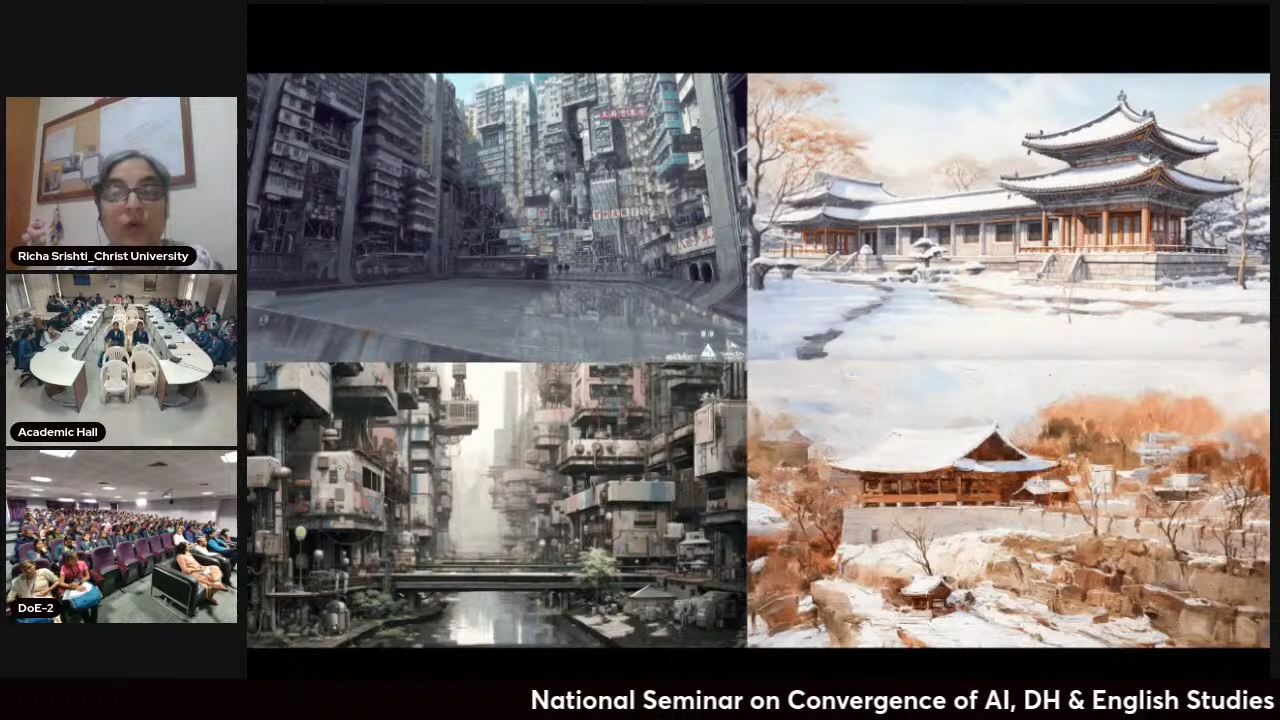 Richa Srishti_Christ University
Academic Hall
DoE-2
National Seminar on Convergence of AI, DH & English Studies